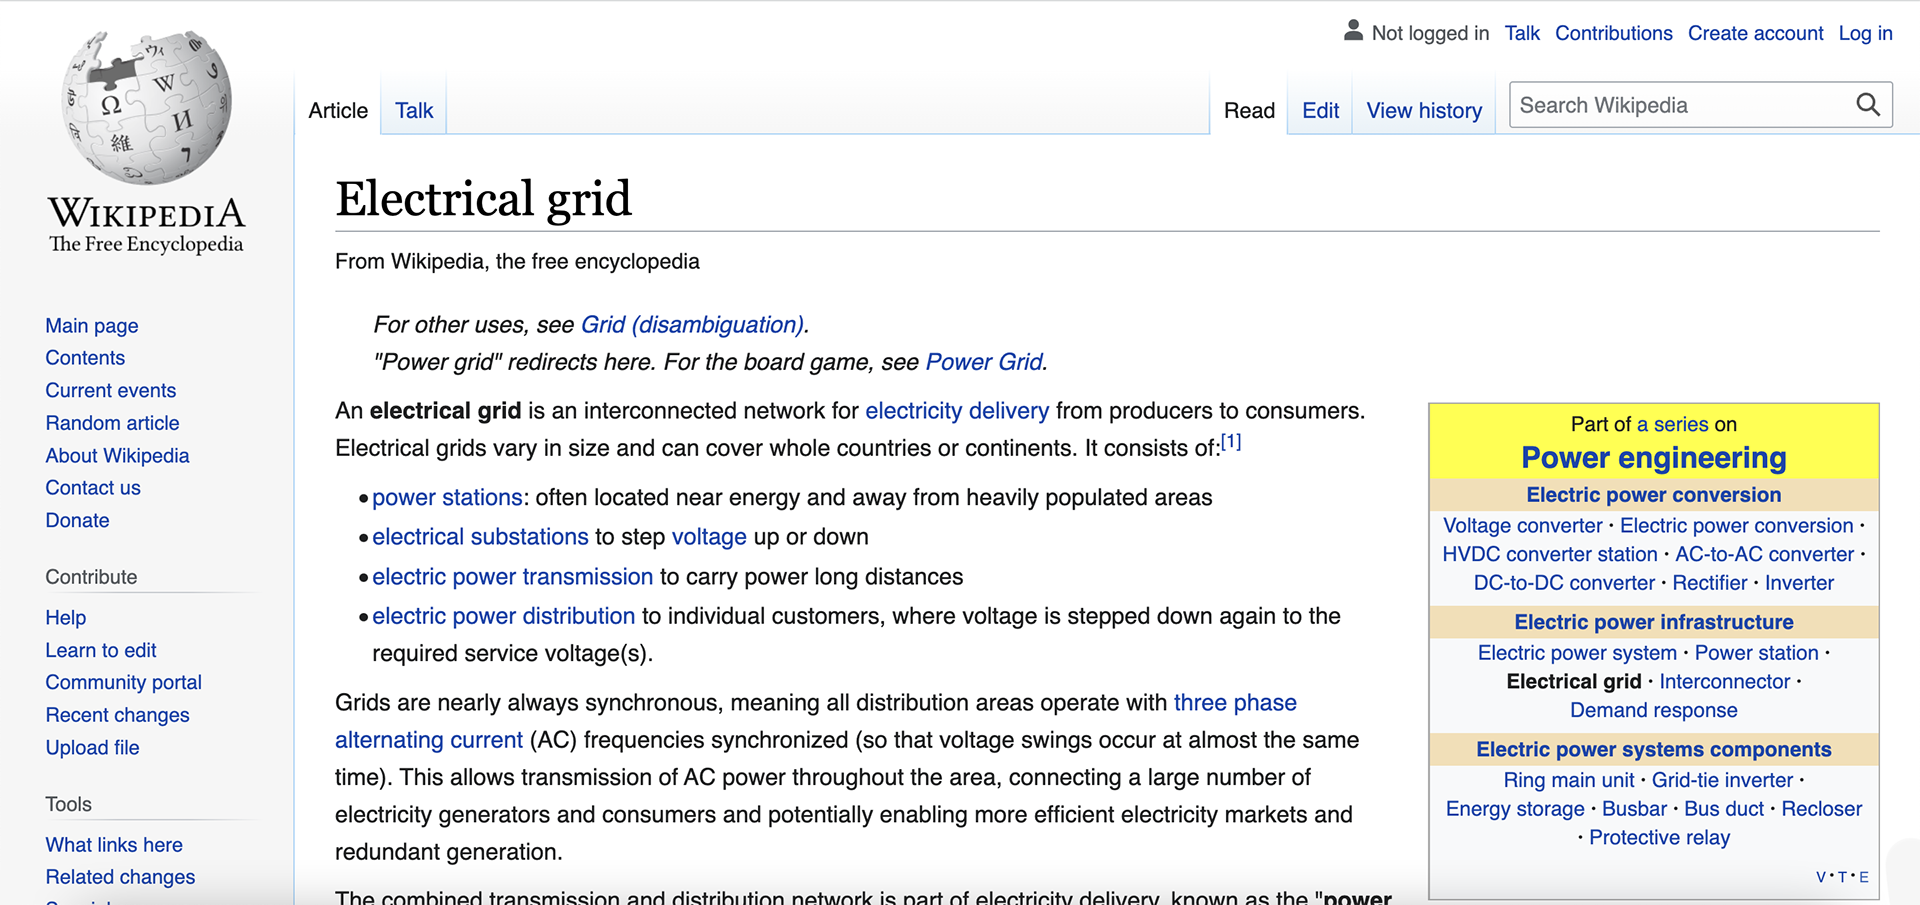 Not logged in Talk Contributions Create account Log in
Article Talk Read Edit View history Search Wikipedia
Ω W И 維 ウィ 7
WIKIPEDIA
The Free Encyclopedia
Main page
Contents
Current events
Random article
About Wikipedia
Contact us
Donate
Contribute
Help
Learn to edit
Community portal
Recent changes
Upload file
Tools
What links here
Related changes
Electrical grid
From Wikipedia, the free encyclopedia
For other uses, see Grid (disambiguation).
"Power grid" redirects here. For the board game, see Power Grid.
An electrical grid is an interconnected network for electricity delivery from producers to consumers.
Electrical grids vary in size and can cover whole countries or continents. It consists of:[1]
• power stations: often located near energy and away from heavily populated areas
• electrical substations to step voltage up or down
• electric power transmission to carry power long distances
• electric power distribution to individual customers, where voltage is stepped down again to the
required service voltage(s).
Grids are nearly always synchronous, meaning all distribution areas operate with three phase
alternating current (AC) frequencies synchronized (so that voltage swings occur at almost the same
time). This allows transmission of AC power throughout the area, connecting a large number of
electricity generators and consumers and potentially enabling more efficient electricity markets and
redundant generation.
The combined transmission and distribution network is part of electricity delivery, known as the "power
Part of a series on
Power engineering
Electric power conversion
Voltage converter · Electric power conversion ·
HVDC converter station · AC-to-AC converter ·
DC-to-DC converter · Rectifier · Inverter
Electric power infrastructure
Electric power system · Power station ·
Electrical grid · Interconnector ·
Demand response
Electric power systems components
Ring main unit · Grid-tie inverter ·
Energy storage · Busbar · Bus duct · Recloser
· Protective relay
V · T · E